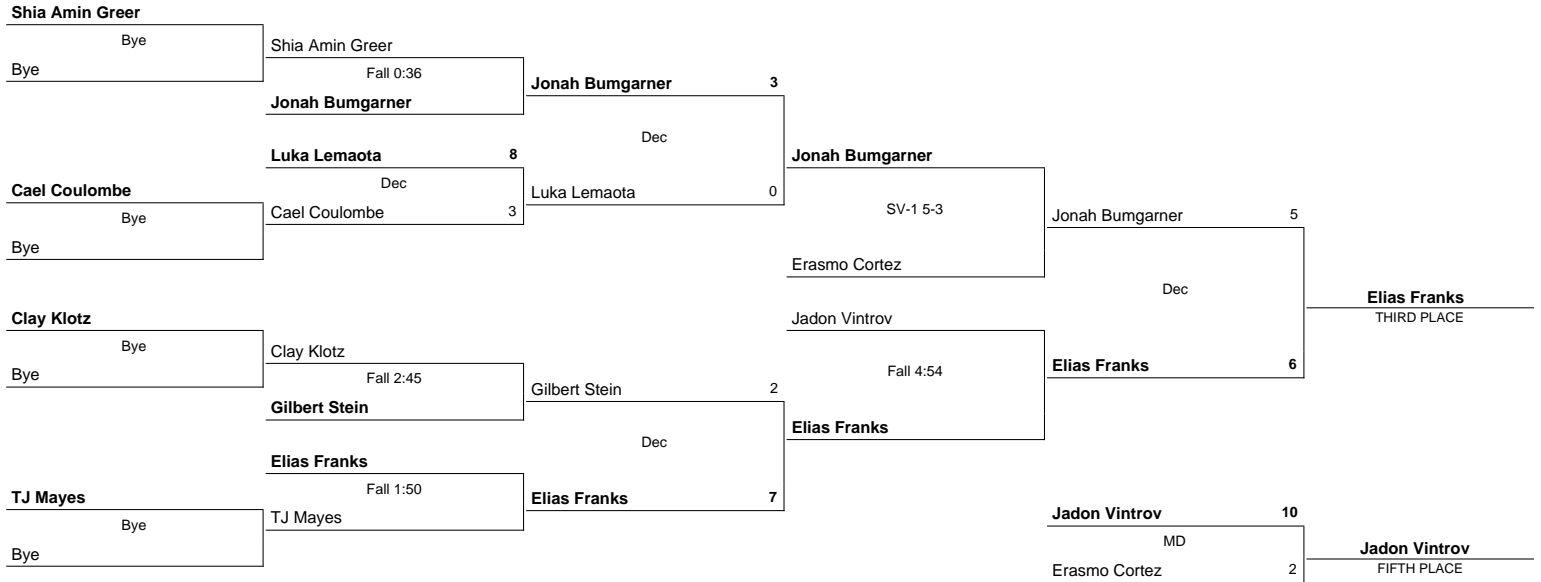 Shia Amin Greer
Bye
Bye
Cael Coulombe
Bye
Bye
Clay Klotz
Bye
Bye
TJ Mayes
Bye
Bye
Shia Amin Greer
Fall 0:36
Jonah Bumgarner
Luka Lemaota 8
Dec
Cael Coulombe 3
Clay Klotz
Fall 2:45
Gilbert Stein
Elias Franks
Fall 1:50
TJ Mayes
Jonah Bumgarner 3
Dec
Luka Lemaota 0
Gilbert Stein 2
Dec
Elias Franks 7
Jonah Bumgarner
SV-1 5-3
Erasmo Cortez
Jadon Vintrov
Fall 4:54
Elias Franks
Jonah Bumgarner 5
Dec
Elias Franks 6
Elias Franks
THIRD PLACE
Jadon Vintrov 10
MD
Erasmo Cortez 2
Jadon Vintrov
FIFTH PLACE